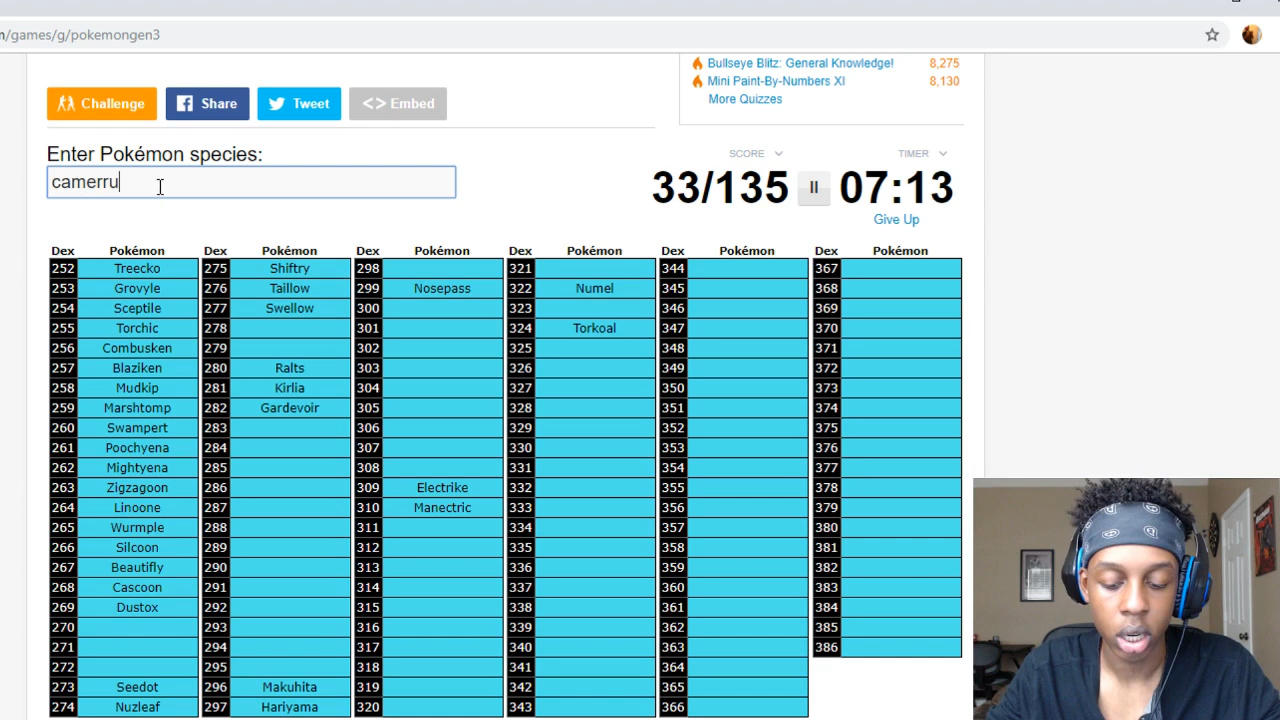 m/games/g/pokemongen3
Bullseye Blitz: General Knowledge! 8,275
Mini Paint-By-Numbers XI 8,130
More Quizzes
Challenge Share Tweet <> Embed
Enter Pokémon species:
camerru
SCORE TIMER
33/135 07:13
Give Up
Dex Pokémon Dex Pokémon Dex Pokémon Dex Pokémon Dex Pokémon Dex Pokémon
252 Treecko 275 Shiftry 298 321 344 367
253 Grovyle 276 Taillow 299 Nosepass 322 Numel 345 368
254 Sceptile 277 Swellow 300 323 346 369
255 Torchic 278 301 324 Torkoal 347 370
256 Combusken 279 302 325 348 371
257 Blaziken 280 Ralts 303 326 349 372
258 Mudkip 281 Kirlia 304 327 350 373
259 Marshtomp 282 Gardevoir 305 328 351 374
260 Swampert 283 306 329 352 375
261 Poochyena 284 307 330 353 376
262 Mightyena 285 308 331 354 377
263 Zigzagoon 286 309 Electrike 332 355 378
264 Linoone 287 310 Manectric 333 356 379
265 Wurmple 288 311 334 357 380
266 Silcoon 289 312 335 358 381
267 Beautifly 290 313 336 359 382
268 Cascoon 291 314 337 360 383
269 Dustox 292 315 338 361 384
270 293 316 339 362 385
271 294 317 340 363 386
272 295 318 341 364
273 Seedot 296 Makuhita 319 342 365
274 Nuzleaf 297 Hariyama 320 343 366